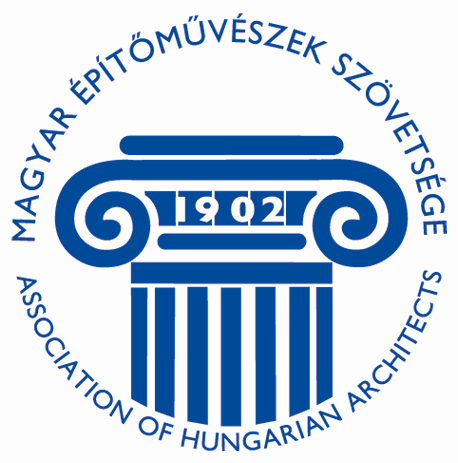 MAGYAR ÉPÍTŐMŰVÉSZEK SZÖVETSÉGE
1902
ASSOCIATION OF HUNGARIAN ARCHITECTS